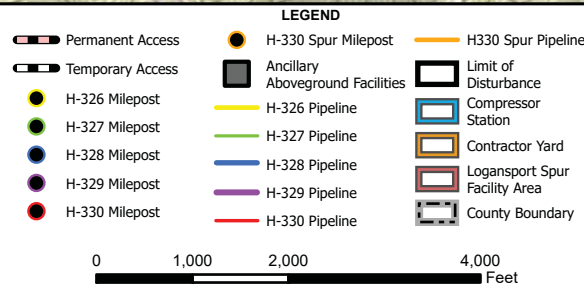 LEGEND
Permanent Access
Temporary Access
H-326 Milepost
H-327 Milepost
H-328 Milepost
H-329 Milepost
H-330 Milepost
H-330 Spur Milepost
Ancillary
Aboveground Facilities
H-326 Pipeline
H-327 Pipeline
H-328 Pipeline
H-329 Pipeline
H-330 Pipeline
H330 Spur Pipeline
Limit of
Disturbance
Compressor
Station
Contractor Yard
Logansport Spur
Facility Area
County Boundary
0 1,000 2,000 4,000
Feet